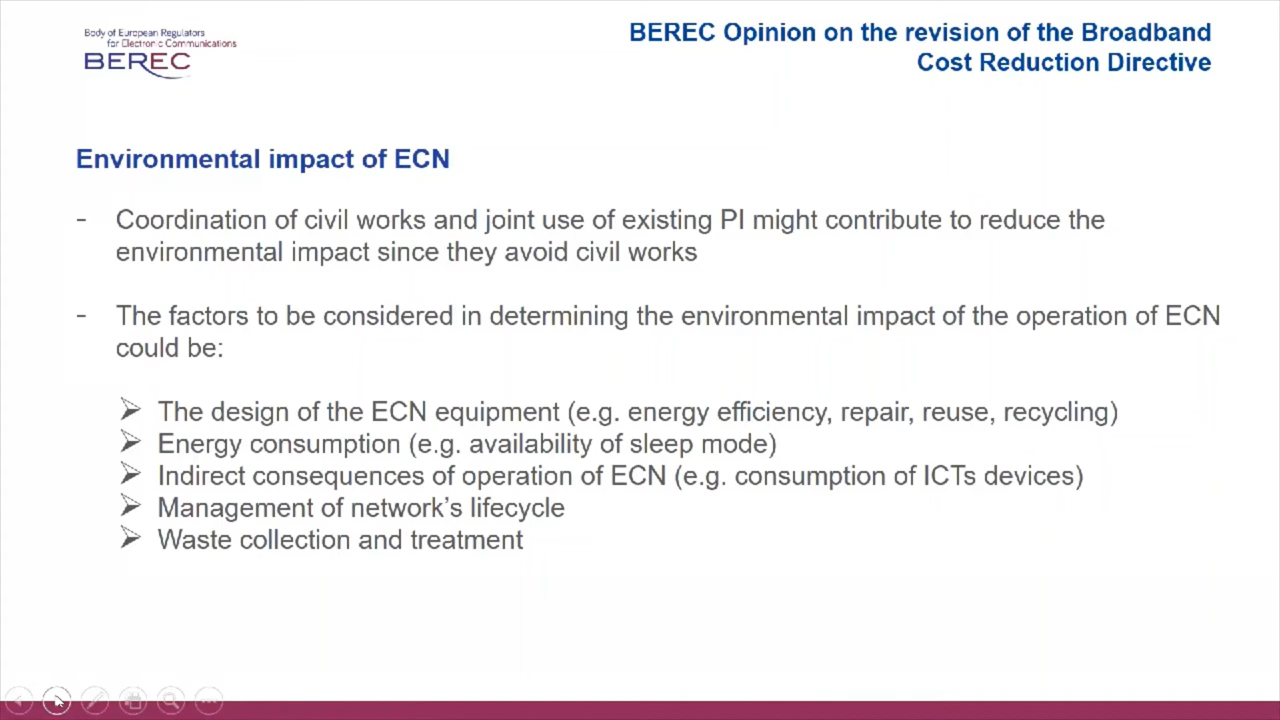 Body of European Regulators
for Electronic Communications
BEREC
BEREC Opinion on the revision of the Broadband
Cost Reduction Directive
Environmental impact of ECN
- Coordination of civil works and joint use of existing PI might contribute to reduce the
environmental impact since they avoid civil works
- The factors to be considered in determining the environmental impact of the operation of ECN
could be:
➢ The design of the ECN equipment (e.g. energy efficiency, repair, reuse, recycling)
➢ Energy consumption (e.g. availability of sleep mode)
➢ Indirect consequences of operation of ECN (e.g. consumption of ICTs devices)
➢ Management of network's lifecycle
➢ Waste collection and treatment